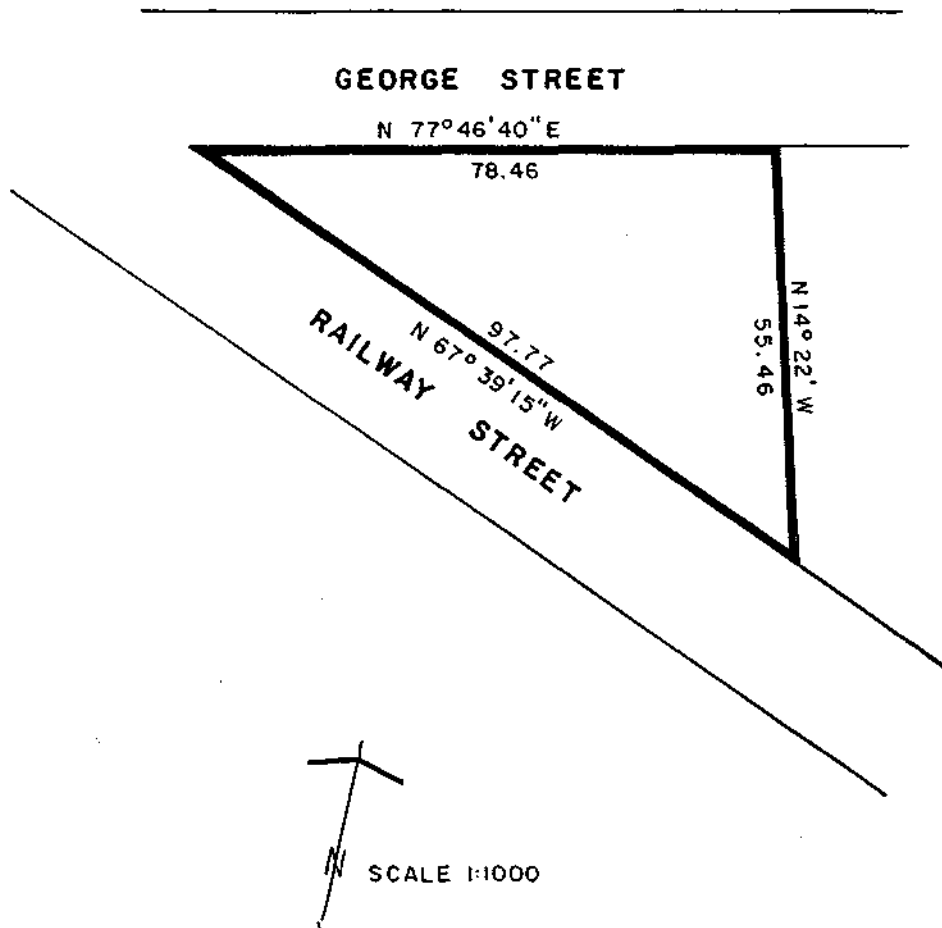 GEORGE STREET
N 77°46'40"E
78.46
N 14° 22' W
55.46
97.77
N 67° 39'15"W
RAILWAY STREET
N
SCALE 1:1000